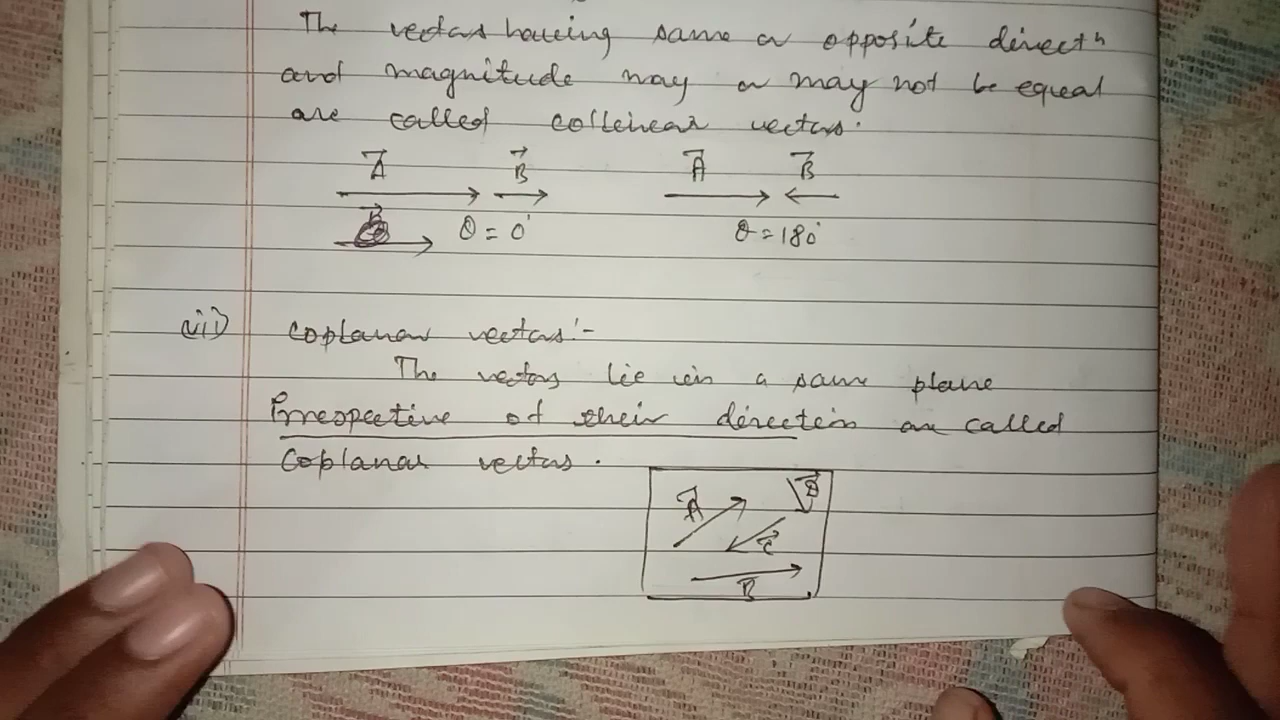 The vectors having same or opposite directn
and magnitude may or may not be equal
are called collinear vectors.
A B A B
B θ = 0° θ = 180°
(ii) Coplanar vectors:-
The vectors lie in a same plane
Irrespective of their direction are called
Coplanar vectors.
A D
C
B